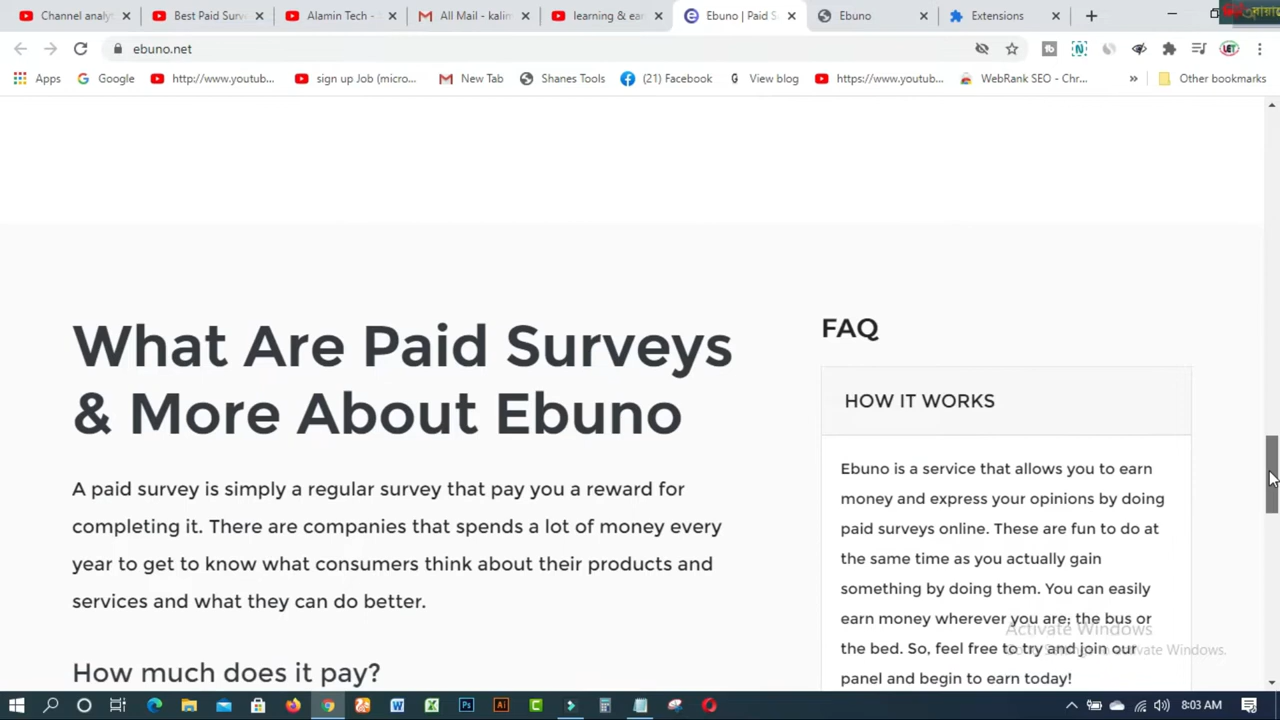 Channel analy
Best Paid Surv
Alamin Tech -
All Mail - kalim
learning & ear
Ebuno | Paid S
Ebuno
Extensions
ebuno.net
Apps
Google
http://www.youtub...
sign up Job (micro...
New Tab
Shanes Tools
(21) Facebook
View blog
https://www.youtub...
WebRank SEO - Chr...
Other bookmarks
What Are Paid Surveys
& More About Ebuno
A paid survey is simply a regular survey that pay you a reward for
completing it. There are companies that spends a lot of money every
year to get to know what consumers think about their products and
services and what they can do better.
How much does it pay?
FAQ
HOW IT WORKS
Ebuno is a service that allows you to earn
money and express your opinions by doing
paid surveys online. These are fun to do at
the same time as you actually gain
something by doing them. You can easily
earn money wherever you are; the bus or
the bed. So, feel free to try and join our
panel and begin to earn today!
Activate Windows
8:03 AM